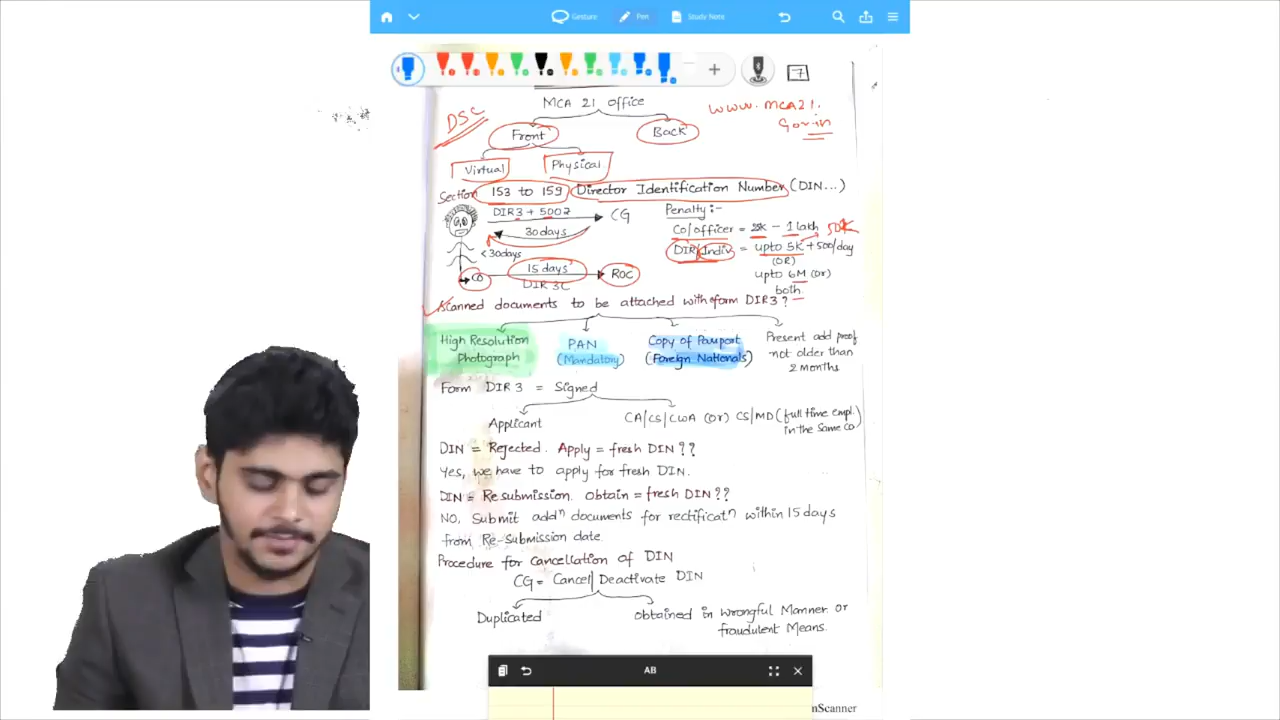 Gesture Pen Study Note
7
MCA 21 Office
DSC
www.mca21.
gov.in
Front Back
Virtual Physical
Section 153 to 159 Director Identification Number (DIN...)
DIR3 + 500₹ CG
30days
<30days
CO 15 days ROC
DIR 3C
Penalty:-
Co/officer = 25K - 1 lakh 50K
DIR/Indiv = upto 5K + 500/day
(OR)
upto 6M (or)
both.
Scanned documents to be attached with eform DIR3?
High Resolution
Photograph
PAN
(Mandatory)
Copy of Passport
(Foreign Nationals)
Present add proof
not older than
2 months
Form DIR 3 = Signed
Applicant
CA/CS/CWA (or) CS/MD (full time empl.
in the same CO)
DIN = Rejected. Apply = fresh DIN??
Yes, we have to apply for fresh DIN.
DIN = Resubmission. Obtain = fresh DIN??
NO, Submit addⁿ documents for rectificatⁿ within 15 days
from Re-Submission date.
Procedure for Cancellation of DIN
CG = Cancel/Deactivate DIN
Duplicated
obtained in wrongful Manner or
fraudulent Means.
AB
mScanner